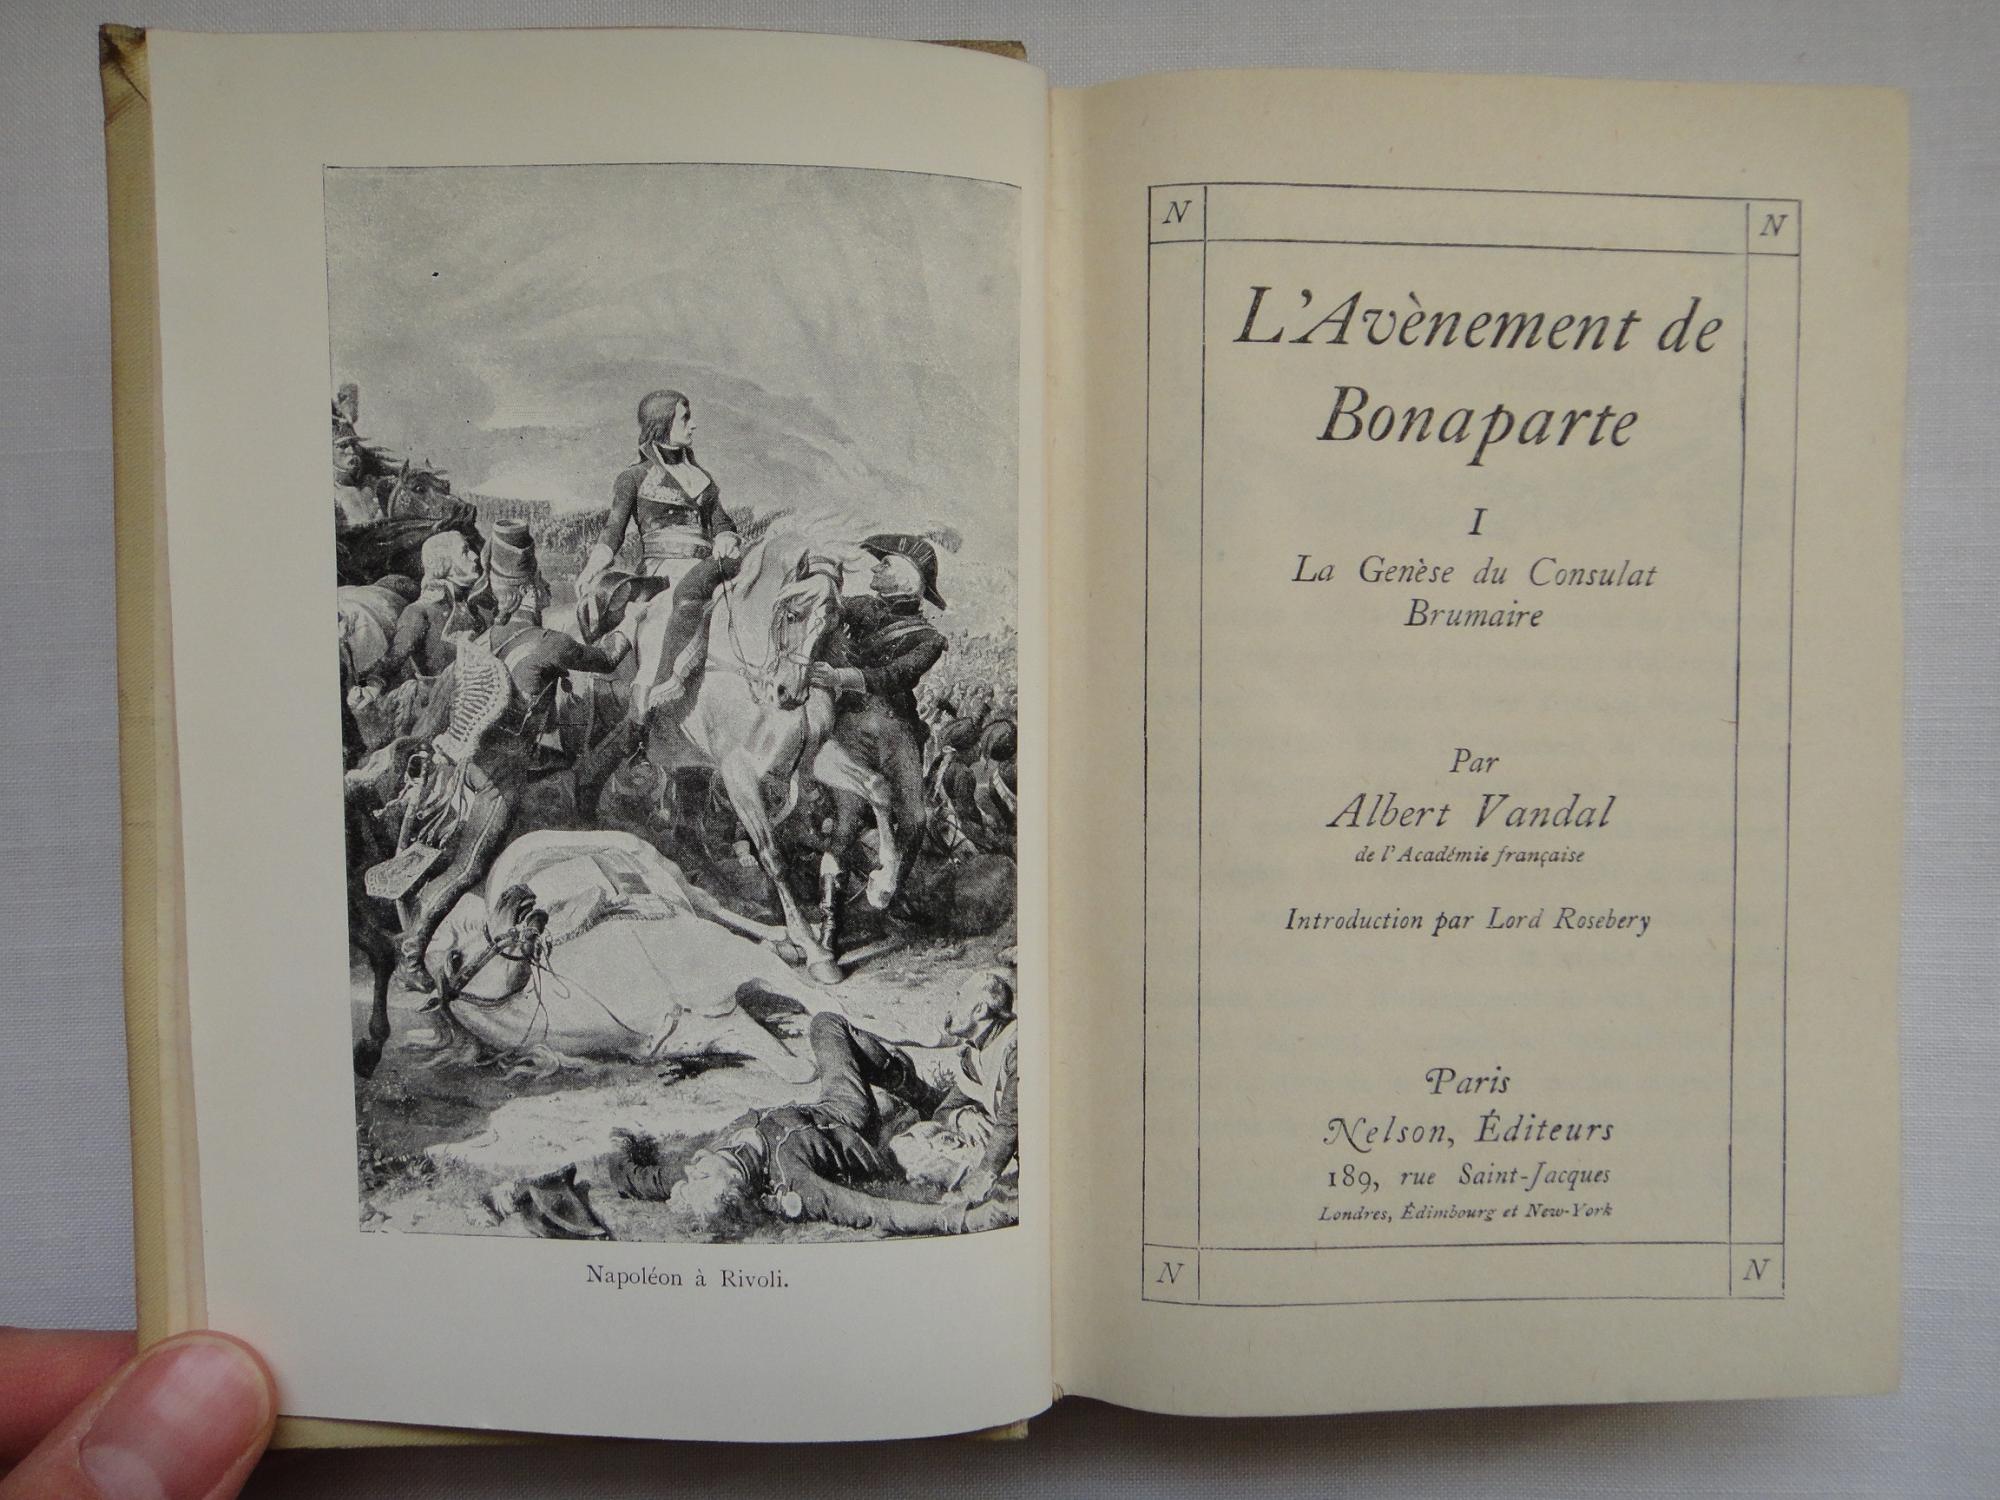 Napoléon à Rivoli.
N N
L'Avènement de
Bonaparte
I
La Genèse du Consulat
Brumaire
Par
Albert Vandal
de l'Académie française
Introduction par Lord Rosebery
Paris
Nelson, Éditeurs
189, rue Saint-Jacques
Londres, Édimbourg et New-York
N N